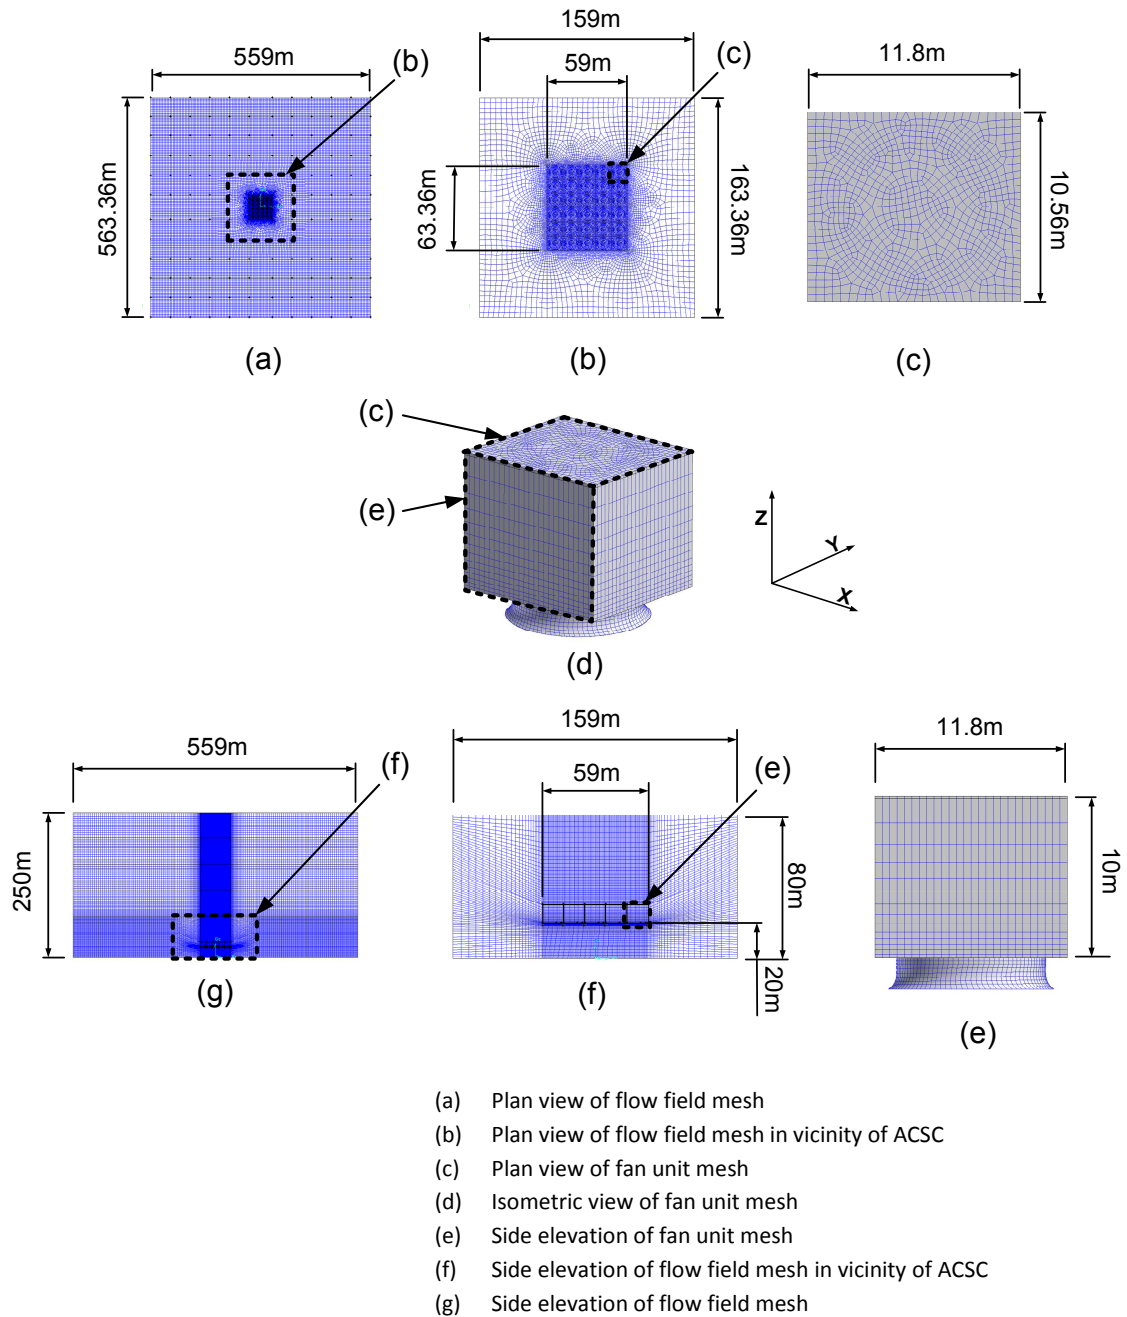 559m
(b)
563.36m
(a)
159m
59m
(c)
63.36m
163.36m
(b)
11.8m
10.56m
(c)
(c)
(e)
(d)
Z
Y
X
559m
(f)
250m
(g)
159m
59m
(e)
80m
20m
(f)
11.8m
10m
(e)
(a) Plan view of flow field mesh
(b) Plan view of flow field mesh in vicinity of ACSC
(c) Plan view of fan unit mesh
(d) Isometric view of fan unit mesh
(e) Side elevation of fan unit mesh
(f) Side elevation of flow field mesh in vicinity of ACSC
(g) Side elevation of flow field mesh